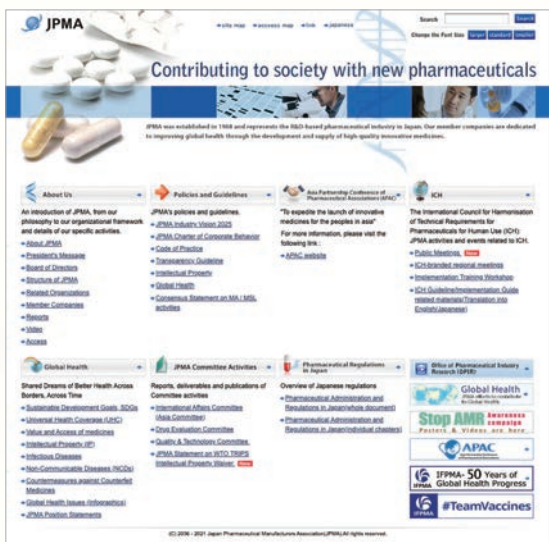 JPMA
site map
access map
link
japanese
Search
Search
Change the Font Size
larger
standard
smaller
Contributing to society with new pharmaceuticals
JPMA was established in 1968 and represents the R&D-based pharmaceutical industry in Japan. Our member companies are dedicated
to improving global health through the development and supply of high-quality innovative medicines.
About Us
An introduction of JPMA, from our
philosophy to our organizational framework
and details of our specific activities.
About JPMA
President's Message
Board of Directors
Structure of JPMA
Related Organizations
Member Companies
Reports
Video
Access
Policies and Guidelines
JPMA's policies and guidelines.
JPMA Industry Vision 2025
JPMA Charter of Corporate Behavior
Code of Practice
Transparency Guideline
Intellectual Property
Global Health
Consensus Statement on MA / MSL
activities
Asia Partnership Conference of
Pharmaceutical Associations (APAC)
"To expedite the launch of innovative
medicines for the peoples in asia"
For more information, please visit the
following link :
APAC website
ICH
The International Council for Harmonisation
of Technical Requirements for
Pharmaceuticals for Human Use (ICH)
JPMA activities and events related to ICH.
Public Meetings New
ICH-branded regional meetings
Implementation Training Workshop
ICH Guideline/Implementation Guide
related materials(Translation into
English/Japanese)
Global Health
Shared Dreams of Better Health Across
Borders, Across Time
Sustainable Development Goals, SDGs
Universal Health Coverage (UHC)
Value and Access of medicines
Intellectual Property (IP)
Infectious Diseases
Non-Communicable Diseases (NCDs)
Countermeasures against Counterfeit
Medicines
Global Health Issues (Infographics)
JPMA Position Statements
JPMA Committee Activities
Reports, deliverables and publications of
Committee activities
International Affairs Committee
(Asia Committee)
Drug Evaluation Committee
Quality & Technology Committee
JPMA Statement on WTO TRIPS
Intellectual Property Waiver New
Pharmaceutical Regulations
in Japan
Overview of Japanese regulations
Pharmaceutical Administration and
Regulations in Japan(whole document)
Pharmaceutical Administration and
Regulations in Japan(individual chapters)
Office of Pharmaceutical Industry
Research (OPIR)
Global Health
Stop AMR Awareness
campaign
Posters & Videos are here
APAC
IFPMA
IFPMA- 50 Years of
Global Health Progress
IFPMA
#TeamVaccines
(C) 2006 - 2021 Japan Pharmaceutical Manufacturers Association(JPMA) All rights reserved.